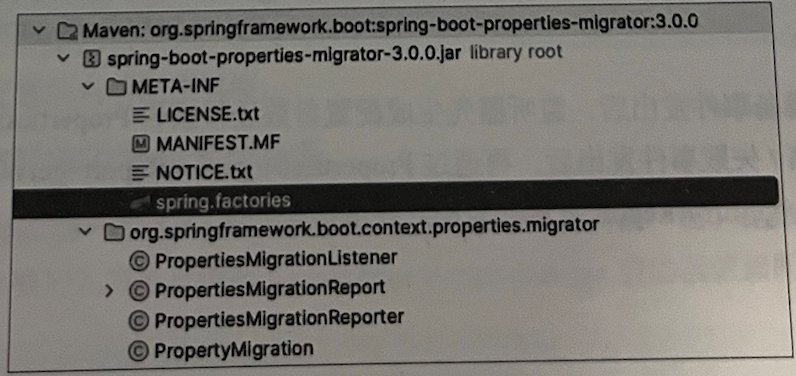 Maven: org.springframework.boot:spring-boot-properties-migrator:3.0.0
spring-boot-properties-migrator-3.0.0.jar library root
META-INF
LICENSE.txt
MANIFEST.MF
NOTICE.txt
spring.factories
org.springframework.boot.context.properties.migrator
PropertiesMigrationListener
PropertiesMigrationReport
PropertiesMigrationReporter
PropertyMigration